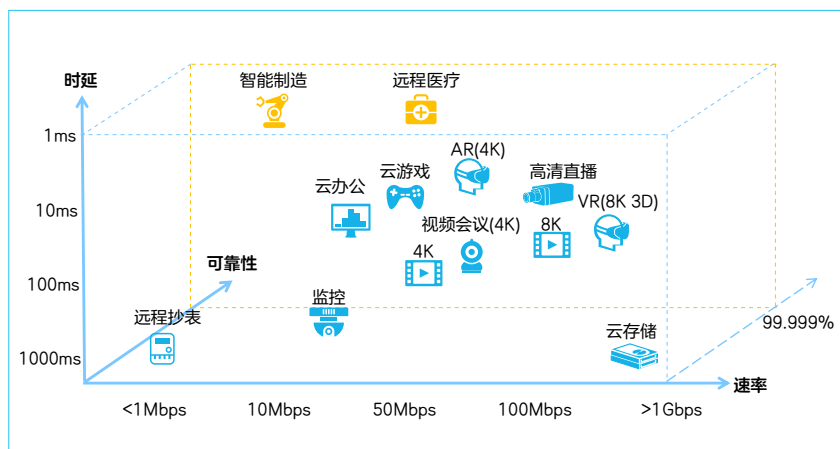 时延
智能制造
远程医疗
1ms
AR(4K)
云游戏
高清直播
云办公
VR(8K 3D)
10ms
视频会议(4K)
8K
4K
可靠性
100ms
监控
远程抄表
99.999%
云存储
1000ms
速率
<1Mbps
10Mbps
50Mbps
100Mbps
>1Gbps